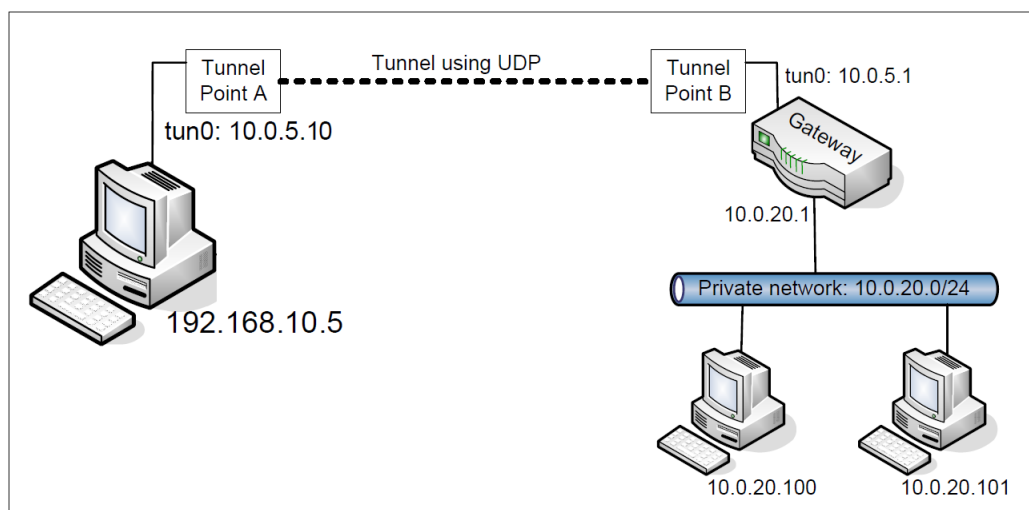 Tunnel
Point A
Tunnel using UDP
Tunnel
Point B
tun0: 10.0.5.1
tun0: 10.0.5.10
Gateway
10.0.20.1
Private network: 10.0.20.0/24
192.168.10.5
10.0.20.100
10.0.20.101